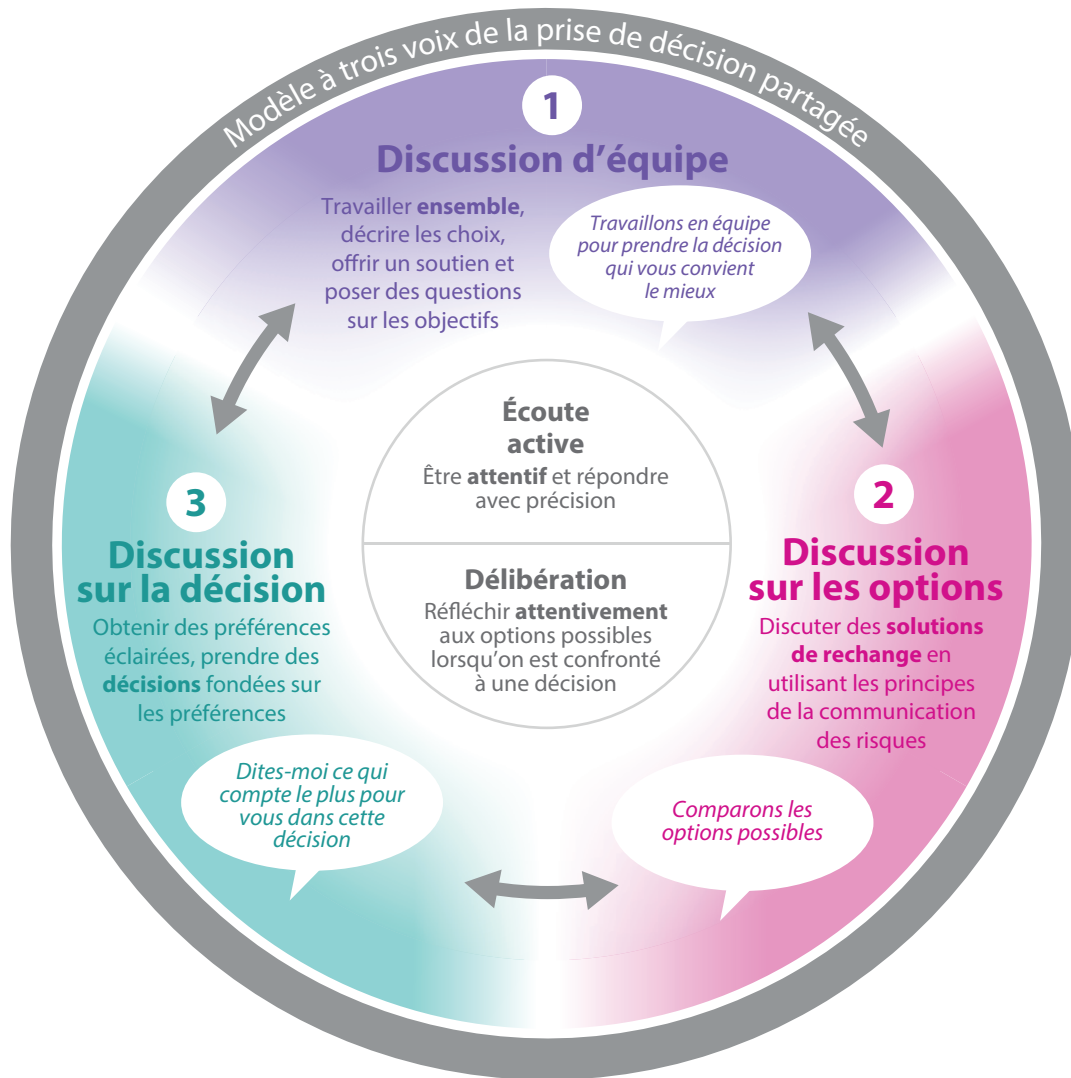 Modèle à trois voix de la prise de décision partagée
1
Discussion d’équipe
Travailler ensemble,
décrire les choix,
offrir un soutien et
poser des questions
sur les objectifs
Travaillons en équipe
pour prendre la décision
qui vous convient
le mieux
Écoute
active
Être attentif et répondre
avec précision
Délibération
Réfléchir attentivement
aux options possibles
lorsqu’on est confronté
à une décision
2
Discussion
sur les options
Discuter des solutions
de rechange en
utilisant les principes
de la communication
des risques
Comparons les
options possibles
3
Discussion
sur la décision
Obtenir des préférences
éclairées, prendre des
décisions fondées sur
les préférences
Dites-moi ce qui
compte le plus pour
vous dans cette
décision